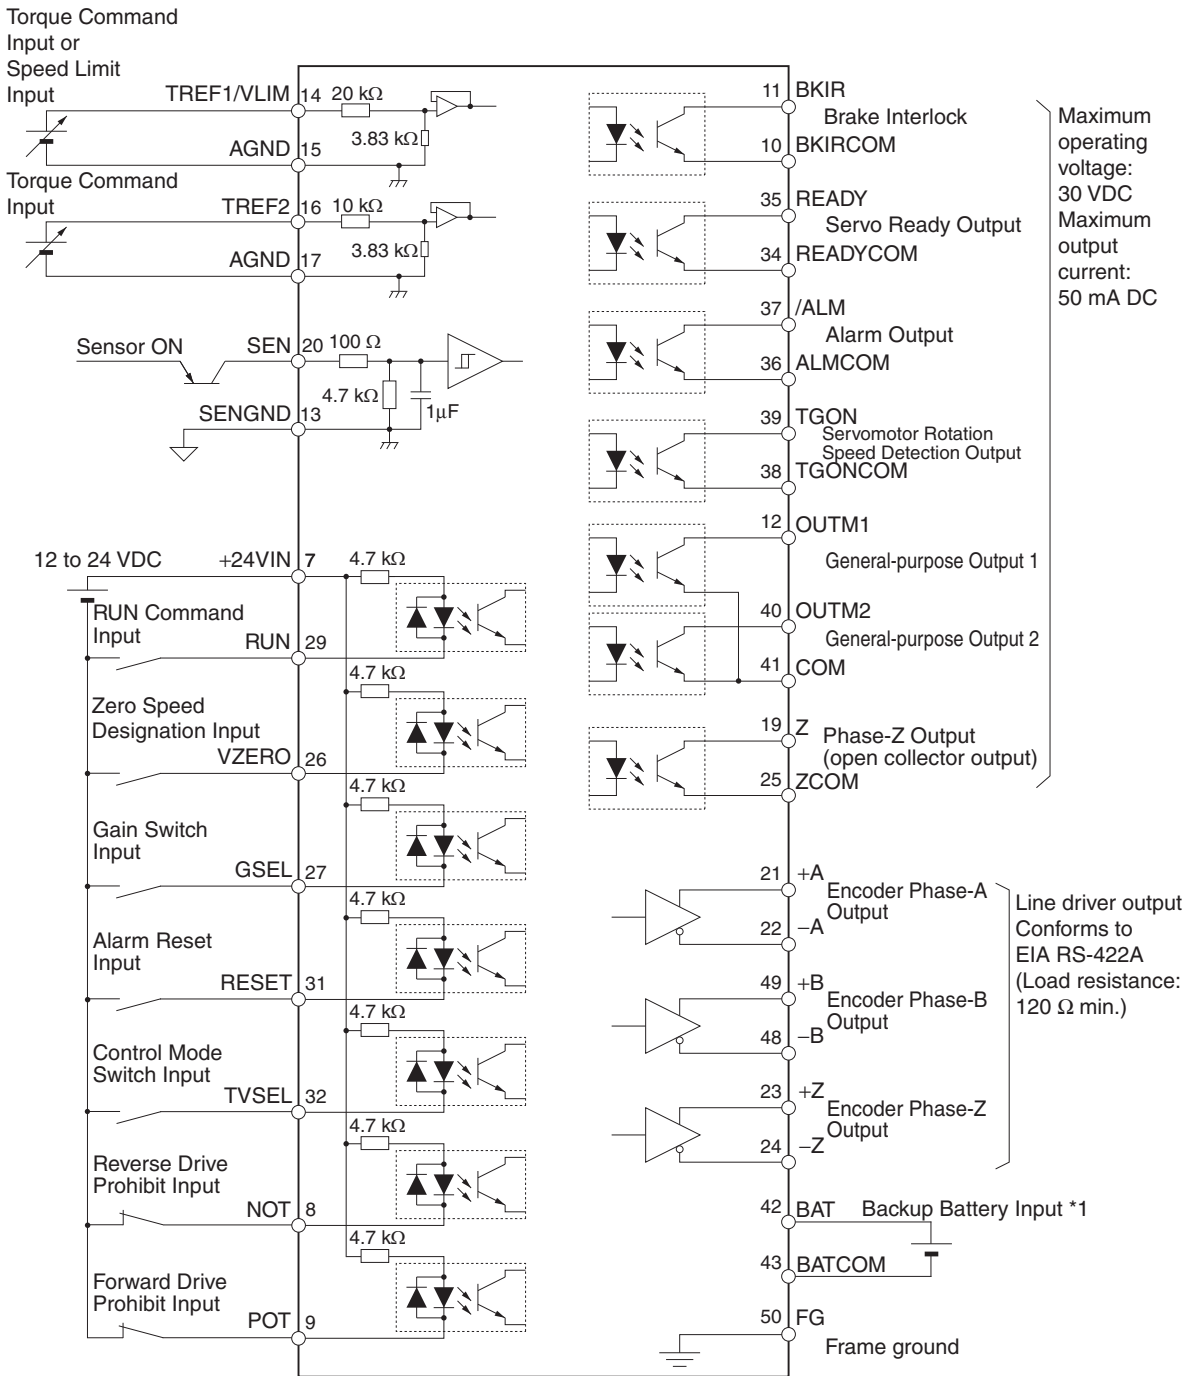 Torque Command
Input or
Speed Limit
Input
TREF1/VLIM 14 20 kΩ
3.83 kΩ
AGND 15
Torque Command
Input
TREF2 16 10 kΩ
3.83 kΩ
AGND 17
Sensor ON SEN 20 100 Ω
4.7 kΩ
1µF
SENGND 13
12 to 24 VDC +24VIN 7 4.7 kΩ
RUN Command
Input
RUN 29
4.7 kΩ
Zero Speed
Designation Input
VZERO 26
4.7 kΩ
Gain Switch
Input
GSEL 27
4.7 kΩ
Alarm Reset
Input
RESET 31
4.7 kΩ
Control Mode
Switch Input
TVSEL 32
4.7 kΩ
Reverse Drive
Prohibit Input
NOT 8
4.7 kΩ
Forward Drive
Prohibit Input
POT 9
11 BKIR
Brake Interlock
10 BKIRCOM
35 READY
Servo Ready Output
34 READYCOM
37 /ALM
Alarm Output
36 ALMCOM
39 TGON
Servomotor Rotation
Speed Detection Output
38 TGONCOM
12 OUTM1
General-purpose Output 1
40 OUTM2
General-purpose Output 2
41 COM
19 Z
Phase-Z Output
(open collector output)
25 ZCOM
Maximum
operating
voltage:
30 VDC
Maximum
output
current:
50 mA DC
21 +A
Encoder Phase-A
Output
22 −A
49 +B
Encoder Phase-B
Output
48 −B
23 +Z
Encoder Phase-Z
Output
24 −Z
Line driver output
Conforms to
EIA RS-422A
(Load resistance:
120 Ω min.)
42 BAT Backup Battery Input *1
43 BATCOM
50 FG
Frame ground